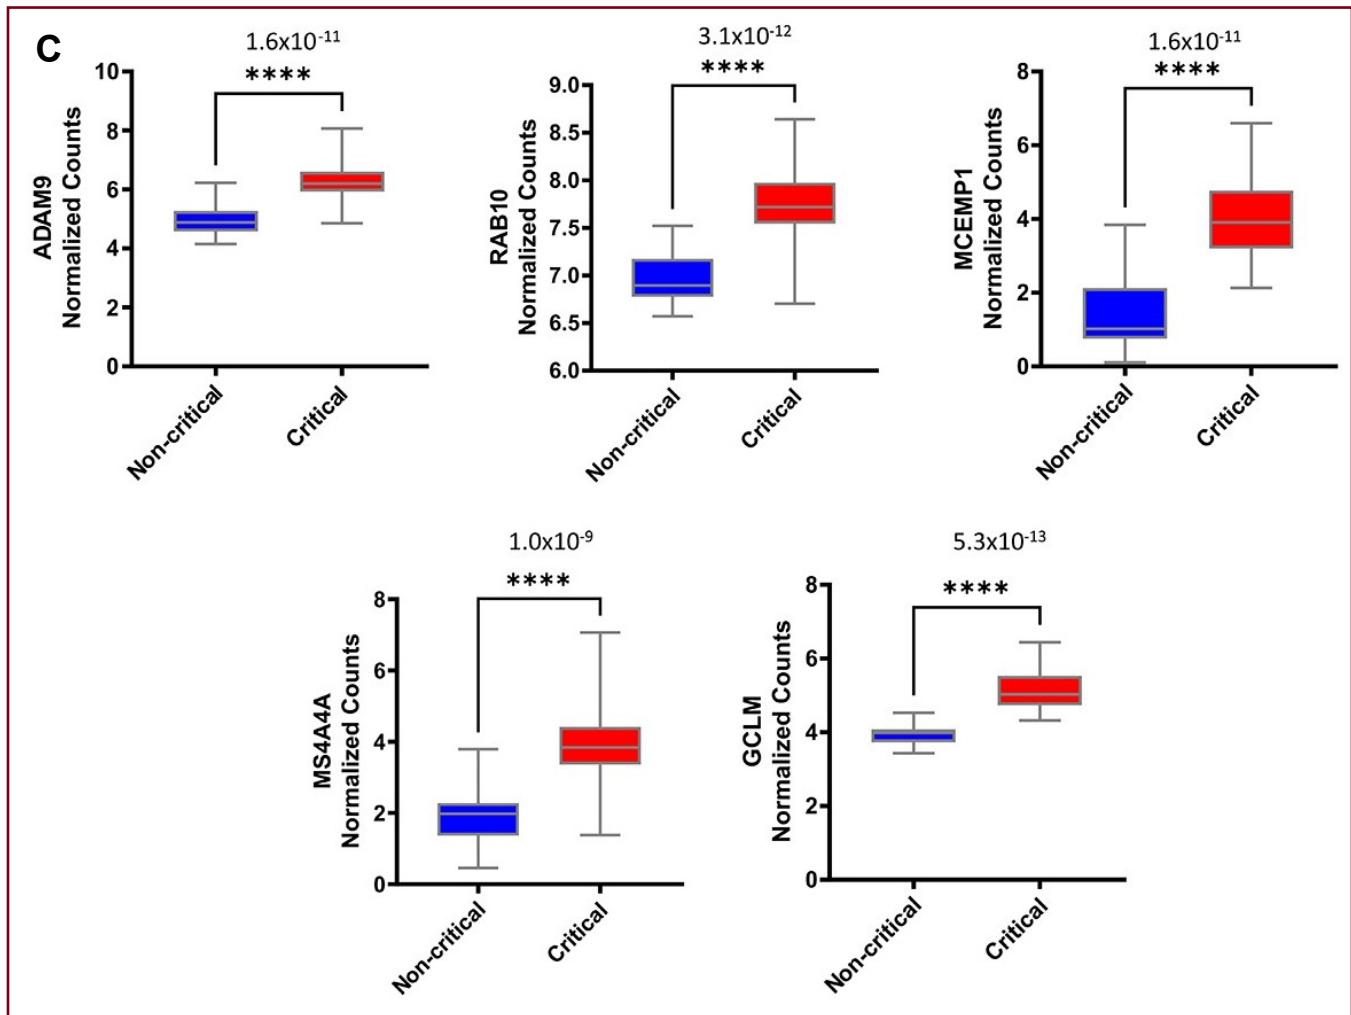 C
1.6x10⁻¹¹
****
ADAM9
Normalized Counts
10
8
6
4
2
0
Non-critical
Critical
3.1x10⁻¹²
****
RAB10
Normalized Counts
9.0
8.5
8.0
7.5
7.0
6.5
6.0
Non-critical
Critical
1.6x10⁻¹¹
****
MCEMP1
Normalized Counts
8
6
4
2
0
Non-critical
Critical
1.0x10⁻⁹
****
MS4A4A
Normalized Counts
8
6
4
2
0
Non-critical
Critical
5.3x10⁻¹³
****
GCLM
Normalized Counts
8
6
4
2
0
Non-critical
Critical